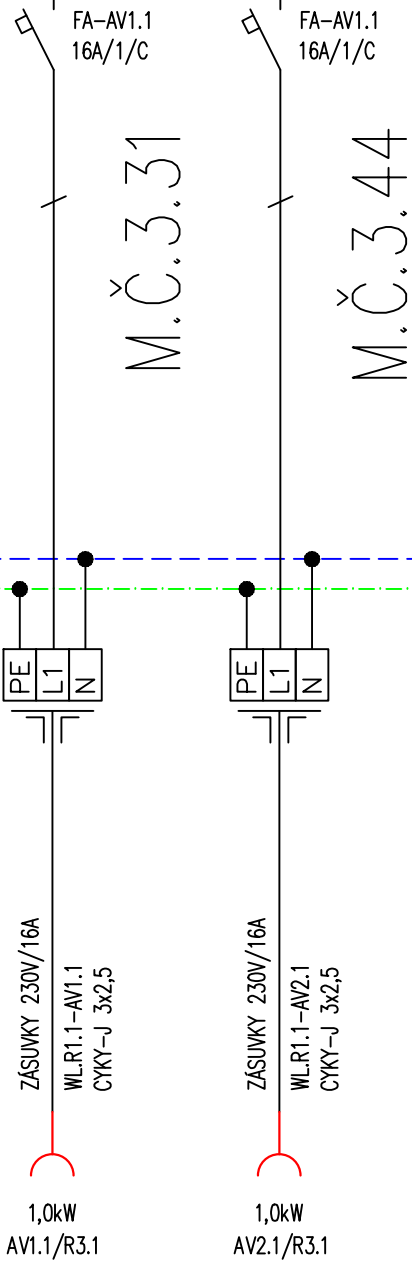 FA-AV1.1
16A/1/C
M.Č.3.31
PE
L1
N
ZÁSUVKY 230V/16A
WL.R1.1-AV1.1
CYKY-J 3x2,5
1,0kW
AV1.1/R3.1
FA-AV1.1
16A/1/C
M.Č.3.44
PE
L1
N
ZÁSUVKY 230V/16A
WL.R1.1-AV2.1
CYKY-J 3x2,5
1,0kW
AV2.1/R3.1